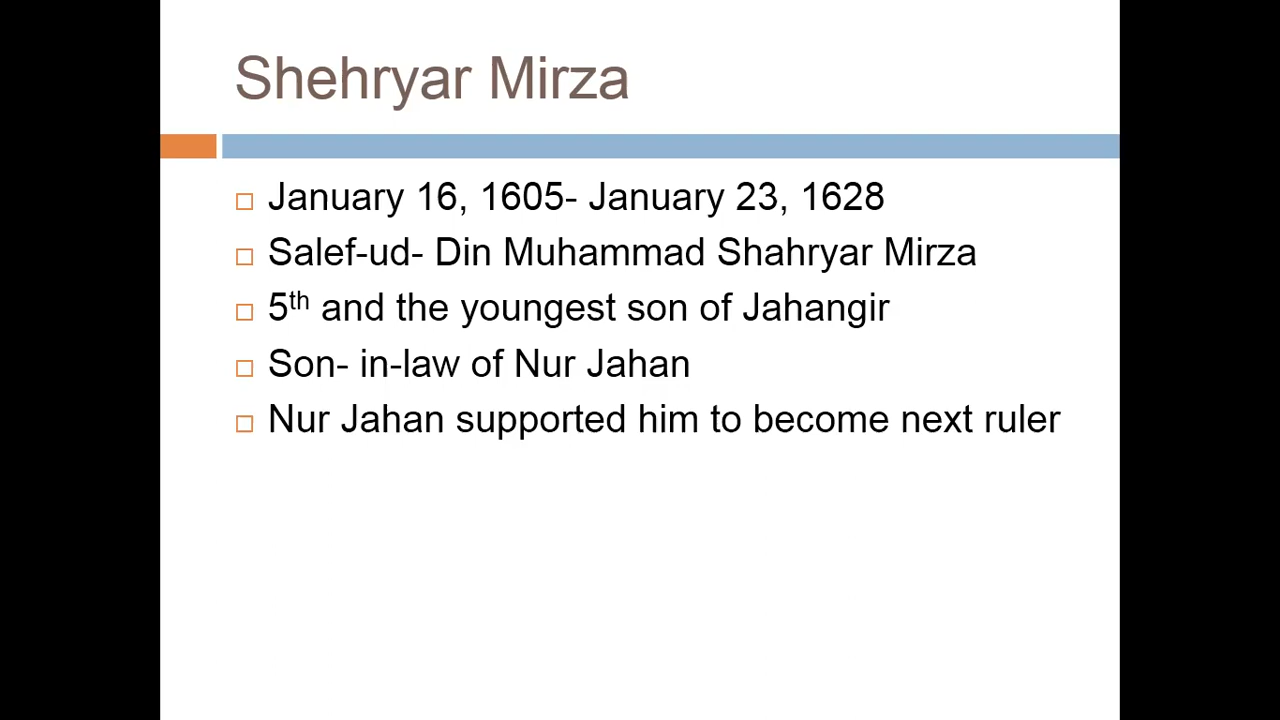 Shehryar Mirza
January 16, 1605- January 23, 1628
Salef-ud- Din Muhammad Shahryar Mirza
5th and the youngest son of Jahangir
Son- in-law of Nur Jahan
Nur Jahan supported him to become next ruler